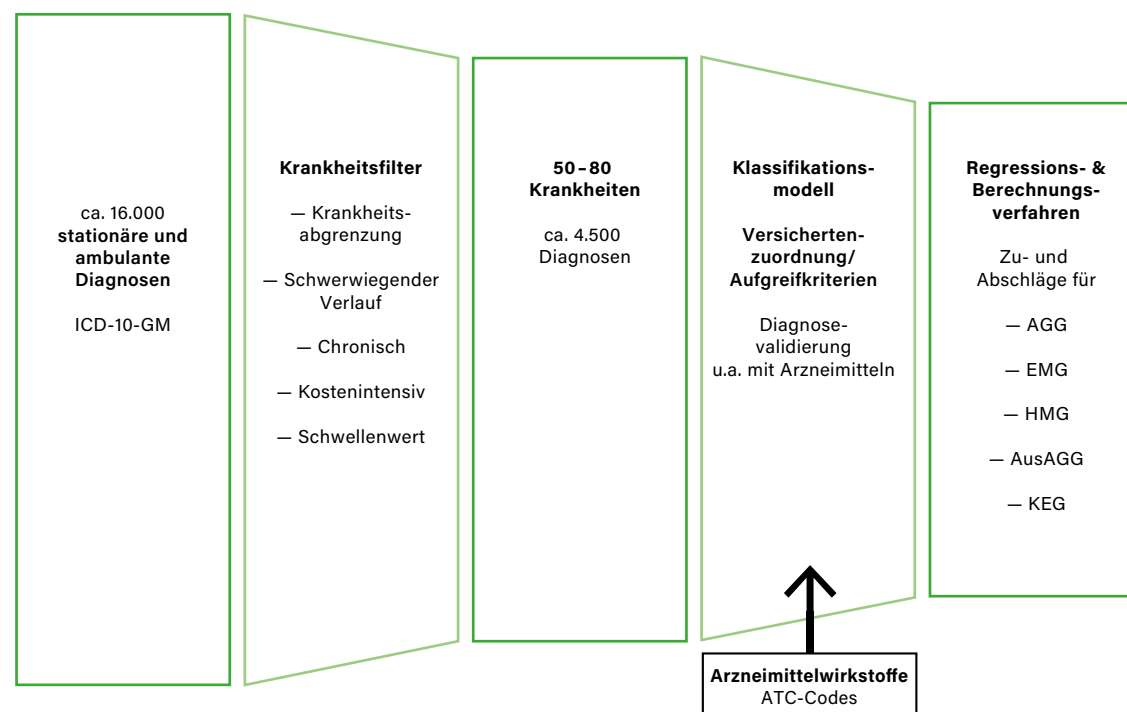 ca. 16.000
stationäre und
ambulante
Diagnosen
ICD-10-GM
Krankheitsfilter
— Krankheits-
abgrenzung
— Schwerwiegender
Verlauf
— Chronisch
— Kostenintensiv
— Schwellenwert
50–80
Krankheiten
ca. 4.500
Diagnosen
Klassifikations-
modell
Versicherten-
zuordnung/
Aufgreifkriterien
Diagnose-
validierung
u.a. mit Arzneimitteln
Arzneimittelwirkstoffe
ATC-Codes
Regressions- &
Berechnungs-
verfahren
Zu- und
Abschläge für
— AGG
— EMG
— HMG
— AusAGG
— KEG